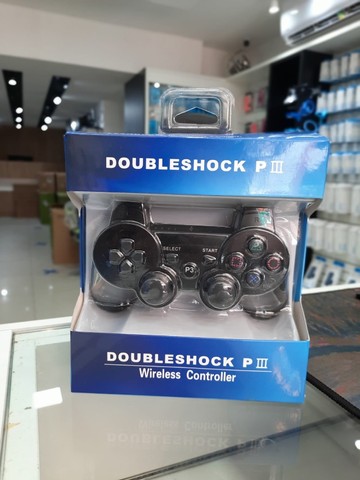 DOUBLESHOCK P III
SELECT
START
P3
DOUBLESHOCK P III
Wireless Controller